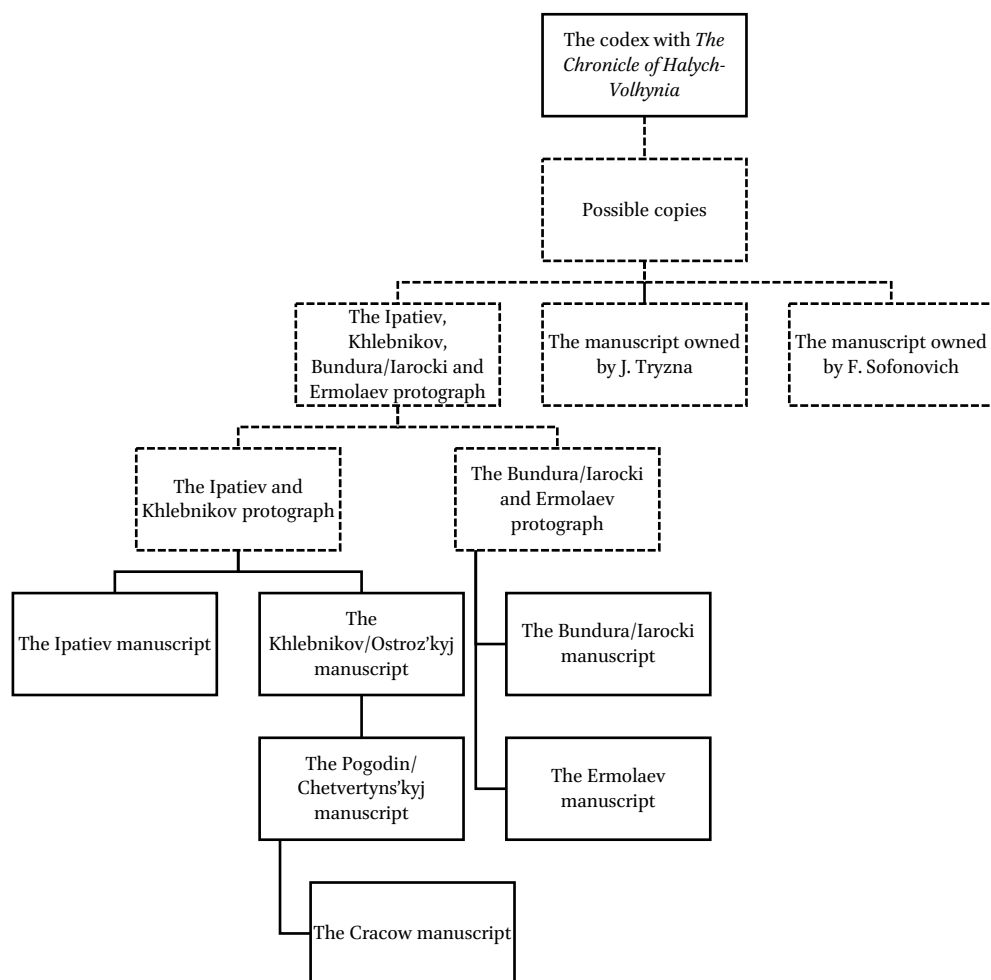 The codex with The
Chronicle of Halych-
Volhynia
Possible copies
The Ipatiev,
Khlebnikov,
Bundura/Iarocki and
Ermolaev protograph
The manuscript owned
by J. Tryzna
The manuscript owned
by F. Sofonovich
The Ipatiev and
Khlebnikov protograph
The Bundura/Iarocki
and Ermolaev
protograph
The Ipatiev manuscript
The
Khlebnikov/Ostroz’kyj
manuscript
The Bundura/Iarocki
manuscript
The Pogodin/
Chetvertyns’kyj
manuscript
The Ermolaev
manuscript
The Cracow manuscript